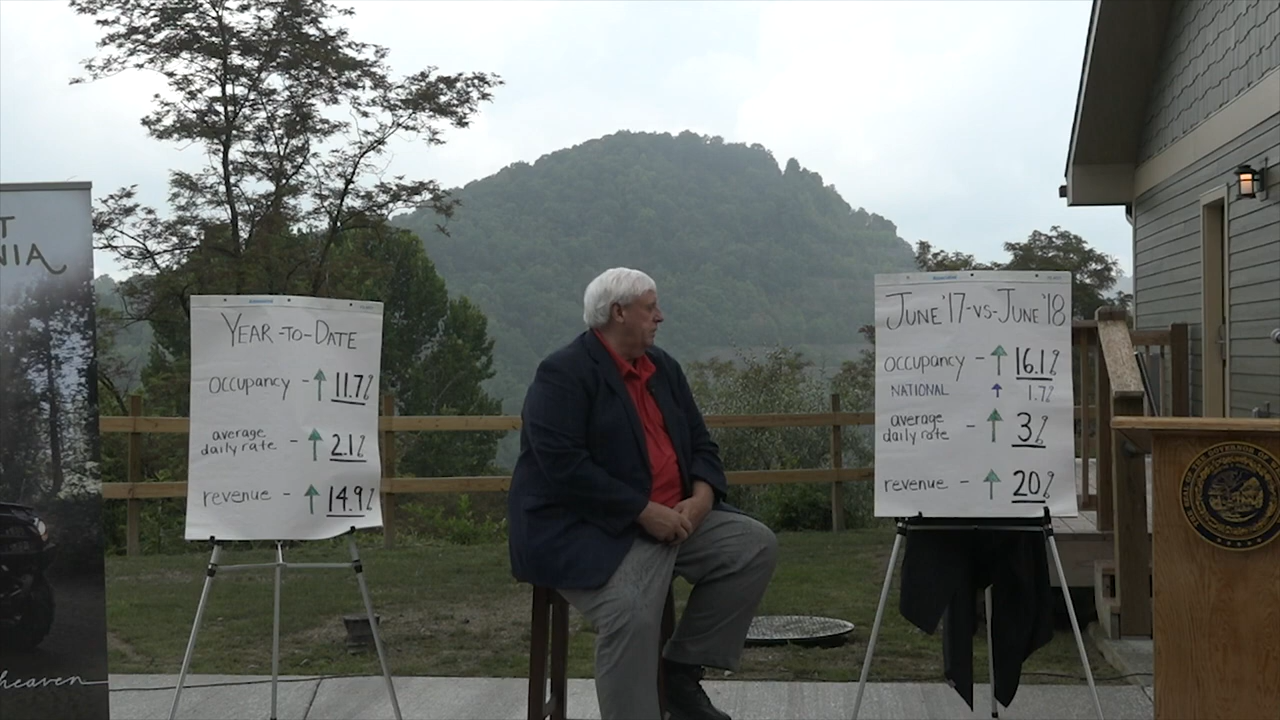 T
NIA
heaven
YEAR-TO-DATE
OCCUPANCY - ↑ 11.7%
average
daily rate - ↑ 2.1%
revenue - ↑ 14.9%
JUNE '17-VS-JUNE '18
OCCUPANCY - ↑ 16.1%
NATIONAL ↑ 1.7%
average
daily rate - ↑ 3%
revenue - ↑ 20%